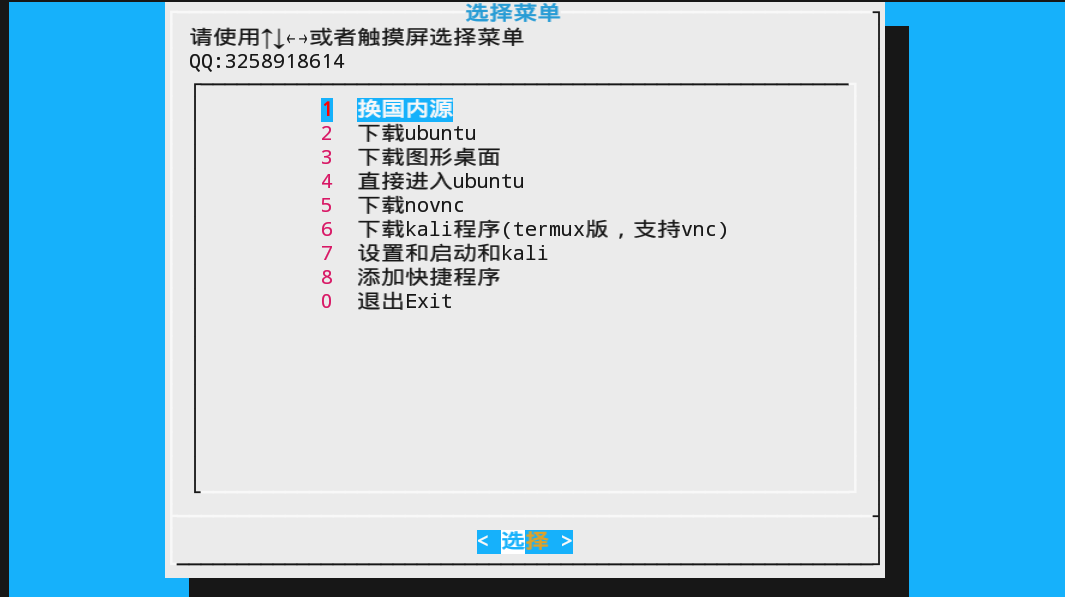 选择菜单
请使用↑↓←→或者触摸屏选择菜单
QQ:3258918614
1 换国内源
2 下载ubuntu
3 下载图形桌面
4 直接进入ubuntu
5 下载novnc
6 下载kali程序(termux版，支持vnc)
7 设置和启动和kali
8 添加快捷程序
0 退出Exit
< 选择 >